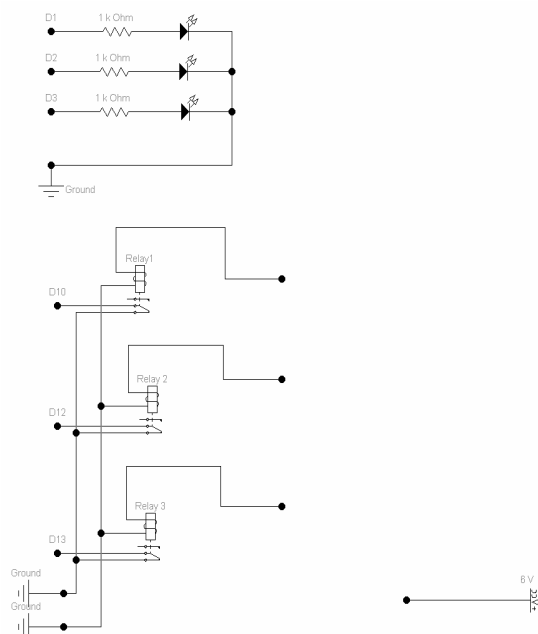 D1
1 k Ohm
D2
1 k Ohm
D3
1 k Ohm
Ground
Relay1
D10
Relay 2
D12
Relay 3
D13
Ground
Ground
6 V